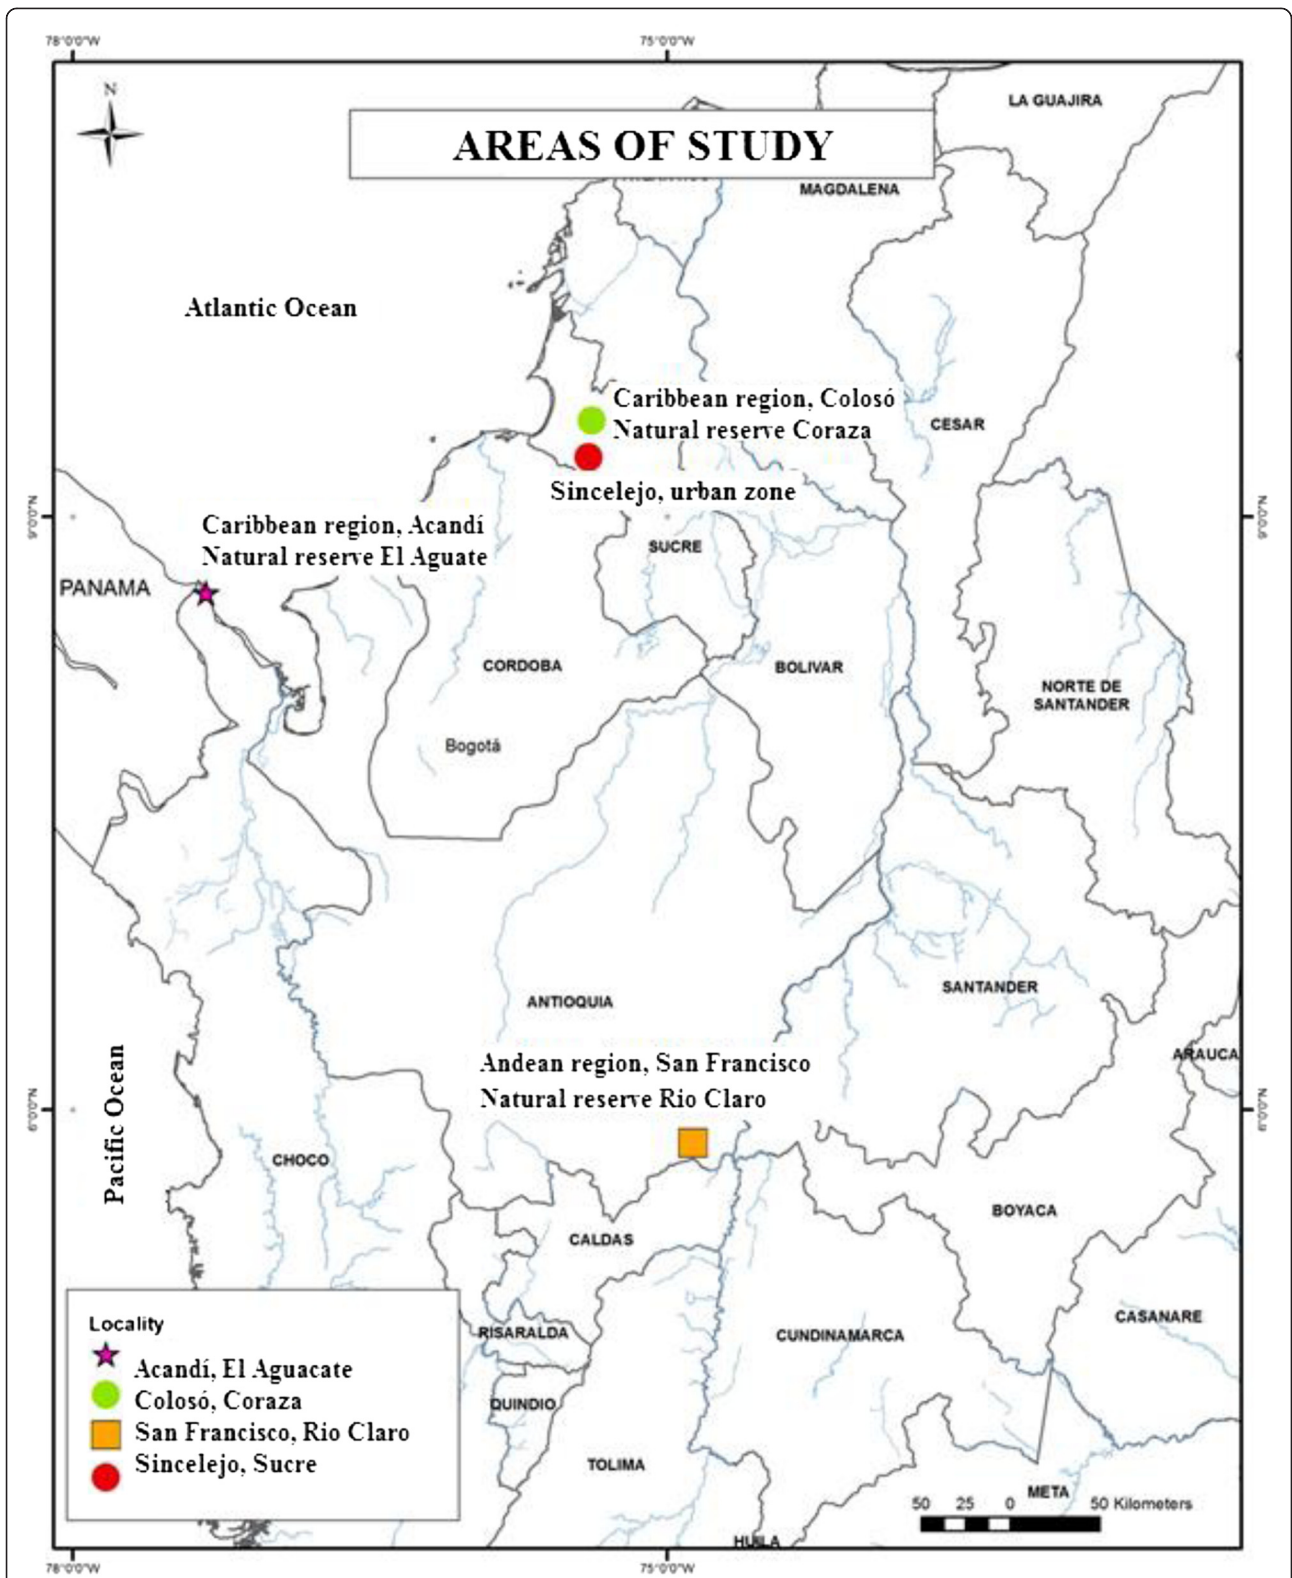 78°0'0"W 75°0'0"W
N
LA GUAJIRA
AREAS OF STUDY
MAGDALENA
Atlantic Ocean
Caribbean region, Colosó
Natural reserve Coraza
CESAR
Sincelejo, urban zone
9°0'0"N 9°0'0"N
Caribbean region, Acandí
Natural reserve El Aguate
SUCRE
PANAMA
CORDOBA
BOLIVAR
NORTE DE
SANTANDER
Bogotá
SANTANDER
ANTIOQUIA
Andean region, San Francisco
Natural reserve Rio Claro
ARAUCA
6°0'0"N 6°0'0"N
Pacific Ocean
CHOCO
BOYACA
CALDAS
CASANARE
RISARALDA
CUNDINAMARCA
QUINDIO
TOLIMA
META
HUILA
Locality
Acandí, El Aguacate
Colosó, Coraza
San Francisco, Rio Claro
Sincelejo, Sucre
50 25 0 50 Kilometers
78°0'0"W 75°0'0"W